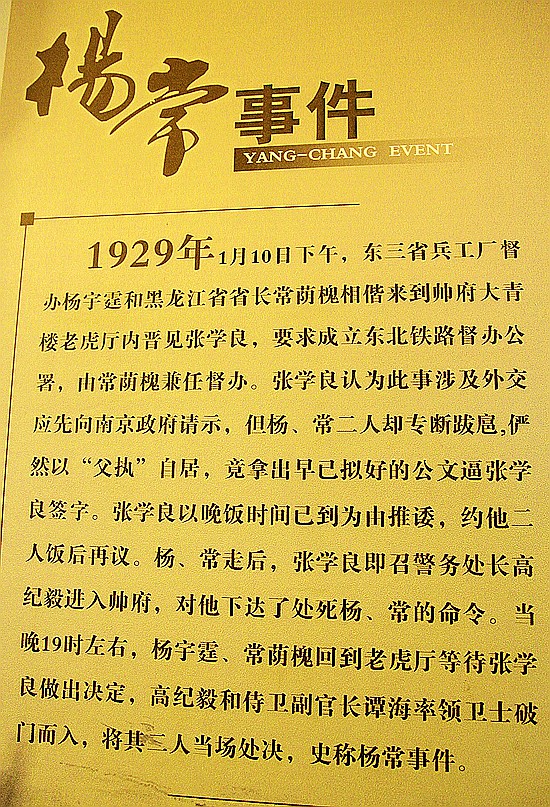 楊常事件
YANG-CHANG EVENT
1929年1月10日下午，东三省兵工厂督
办杨宇霆和黑龙江省省长常荫槐相偕来到帅府大青
楼老虎厅内晋见张学良，要求成立东北铁路督办公
署，由常荫槐兼任督办。张学良认为此事涉及外交
应先向南京政府请示，但杨、常二人却专断跋扈,俨
然以“父执”自居，竟拿出早已拟好的公文逼张学
良签字。张学良以晚饭时间已到为由推诿，约他二
人饭后再议。杨、常走后，张学良即召警务处长高
纪毅进入帅府，对他下达了处死杨、常的命令。当
晚19时左右，杨宇霆、常荫槐回到老虎厅等待张学
良做出决定，高纪毅和侍卫副官长谭海率领卫士破
门而入，将其二人当场处决，史称杨常事件。